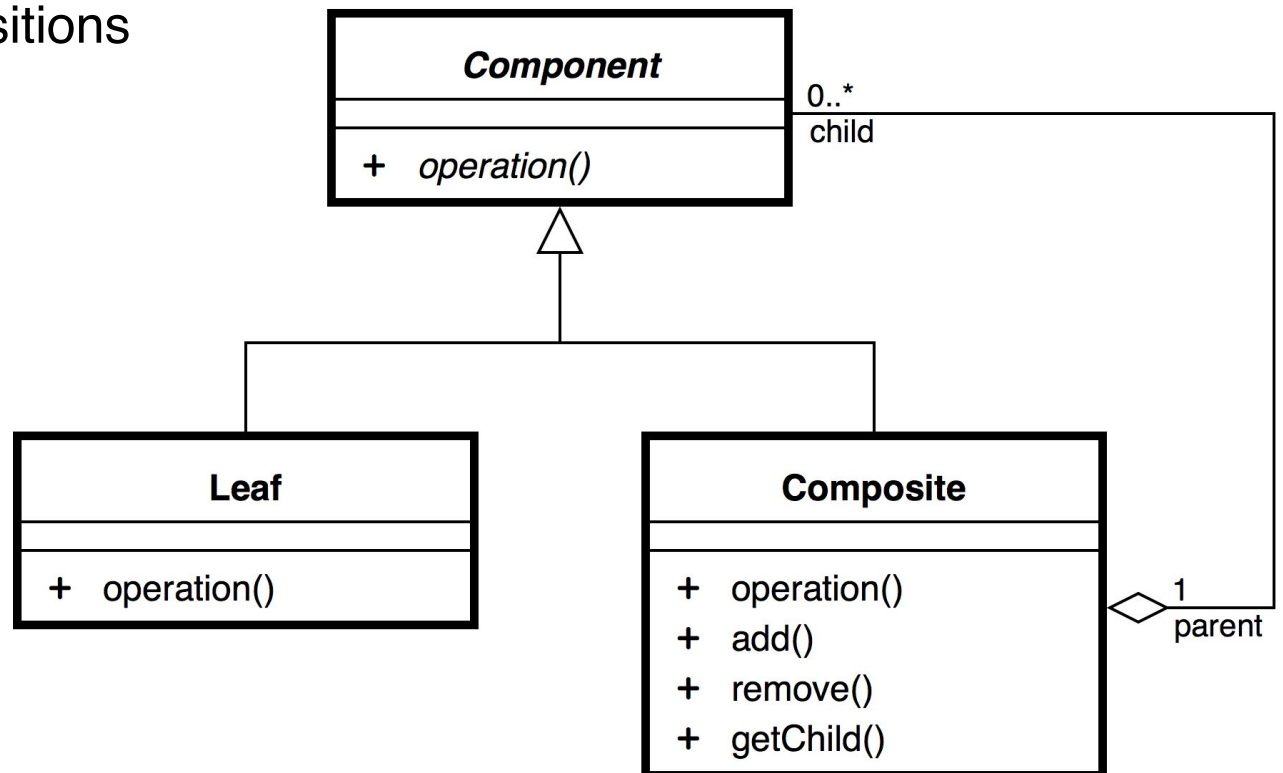 sitions
Component
0..*
child
+ operation()
Leaf
Composite
+ operation()
+ operation()
+ add()
+ remove()
+ getChild()
1
parent